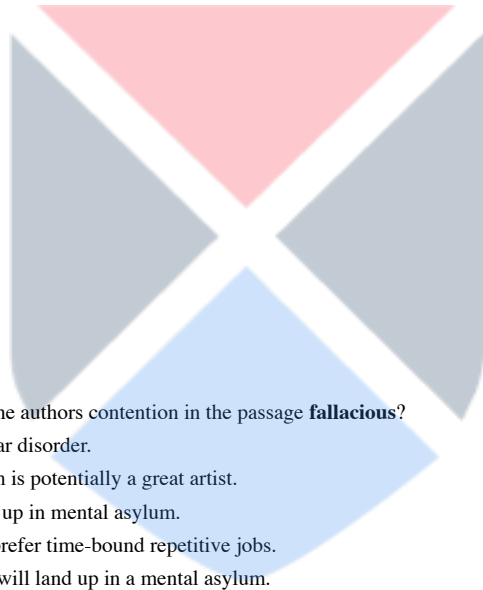 he authors contention in the passage fallacious?
ar disorder.
n is potentially a great artist.
up in mental asylum.
prefer time-bound repetitive jobs.
will land up in a mental asylum.